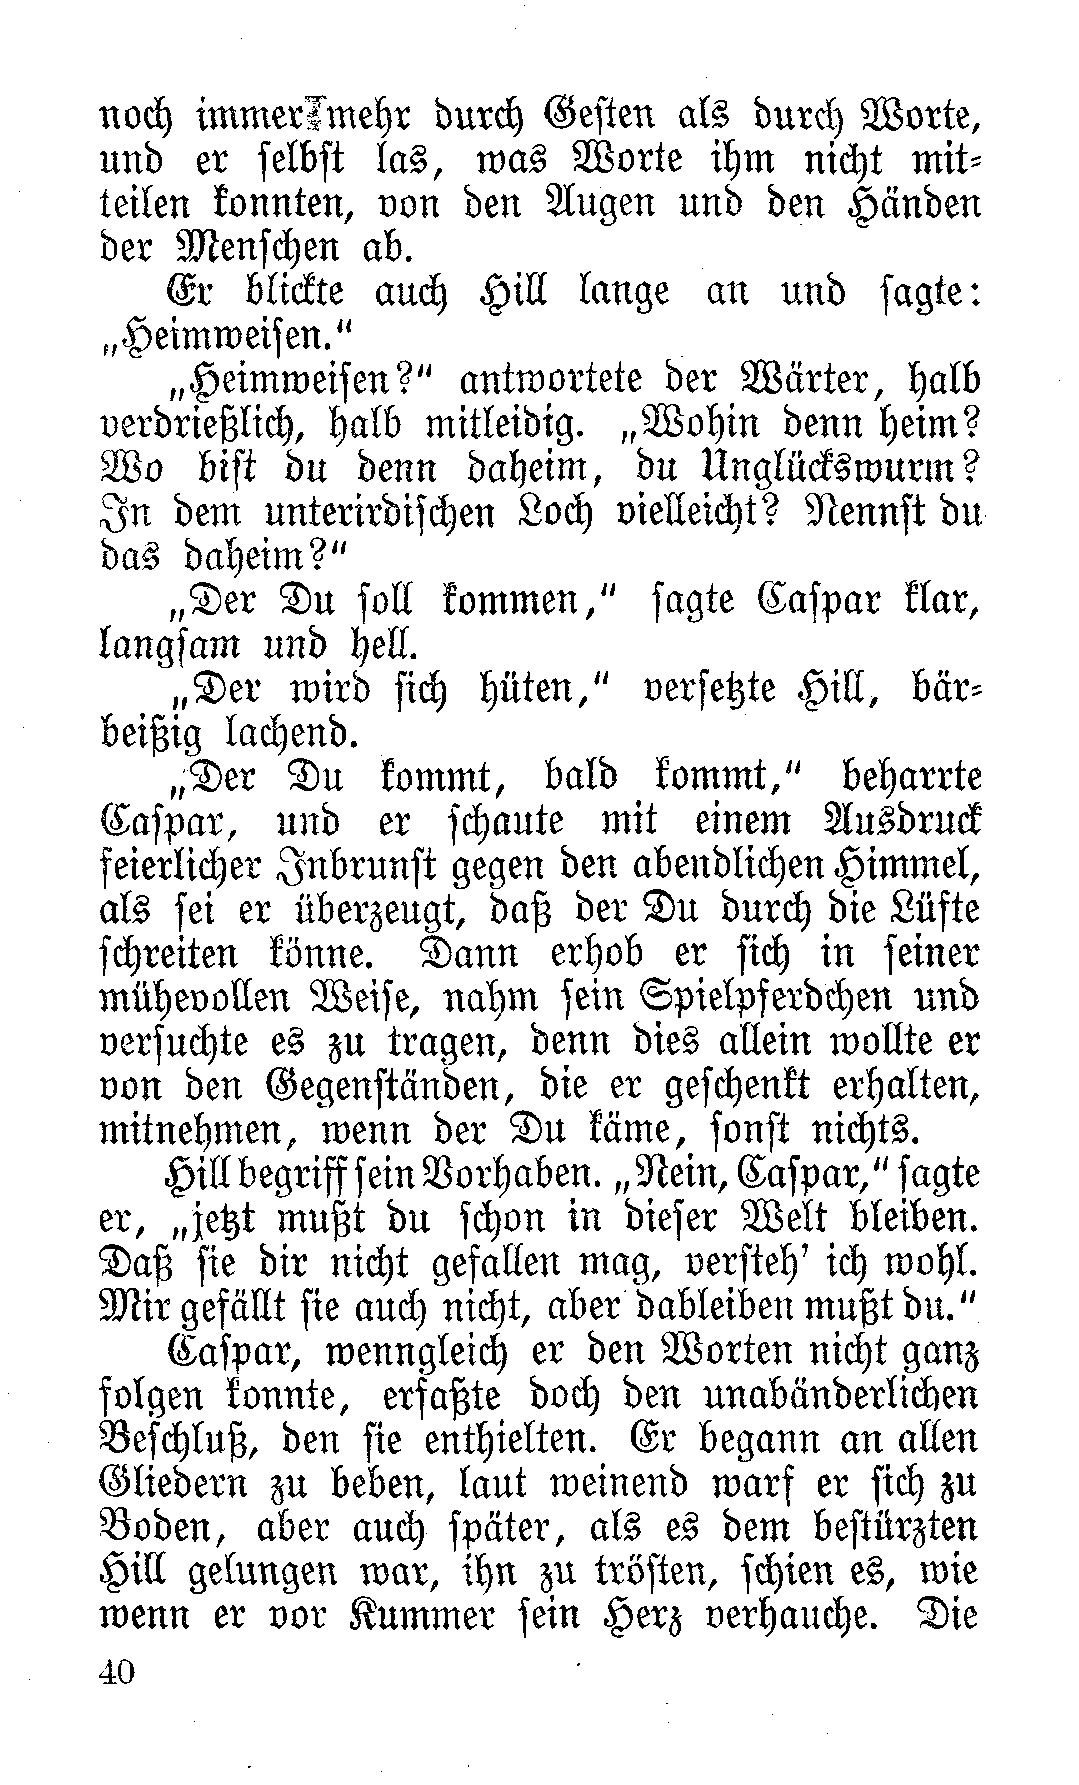 noch immer mehr durch Gesten als durch Worte,
und er selbst las, was Worte ihm nicht mit-
teilen konnten, von den Augen und den Händen
der Menschen ab.
Er blickte auch Hill lange an und sagte:
„Heimweisen."
„Heimweisen?" antwortete der Wärter, halb
verdrießlich, halb mitleidig. „Wohin denn heim?
Wo bist du denn daheim, du Unglückswurm?
In dem unterirdischen Loch vielleicht? Nennst du
das daheim?"
„Der Du soll kommen," sagte Caspar klar,
langsam und hell.
„Der wird sich hüten," versetzte Hill, bär-
beißig lachend.
„Der Du kommt, bald kommt," beharrte
Caspar, und er schaute mit einem Ausdruck
feierlicher Inbrunst gegen den abendlichen Himmel,
als sei er überzeugt, daß der Du durch die Lüfte
schreiten könne. Dann erhob er sich in seiner
mühevollen Weise, nahm sein Spielpferdchen und
versuchte es zu tragen, denn dies allein wollte er
von den Gegenständen, die er geschenkt erhalten,
mitnehmen, wenn der Du käme, sonst nichts.
Hill begriff sein Vorhaben. „Nein, Caspar," sagte
er, „jetzt mußt du schon in dieser Welt bleiben.
Daß sie dir nicht gefallen mag, versteh' ich wohl.
Mir gefällt sie auch nicht, aber dableiben mußt du."
Caspar, wenngleich er den Worten nicht ganz
folgen konnte, erfaßte doch den unabänderlichen
Beschluß, den sie enthielten. Er begann an allen
Gliedern zu beben, laut weinend warf er sich zu
Boden, aber auch später, als es dem bestürzten
Hill gelungen war, ihn zu trösten, schien es, wie
wenn er vor Kummer sein Herz verhauche. Die
40